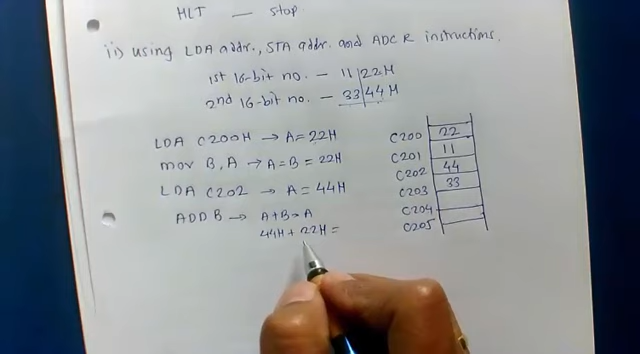 HLT — stop
ii) using LDA addr., STA addr. and ADC R instructions.
1st 16-bit no. - 11|22H
2nd 16-bit no. - 33|44H
LDA C200H → A = 22H
mov B, A → A = B = 22H
LDA C202 → A = 44H
ADD B → A + B → A
44H + 22H =
C200 22
C201 11
C202 44
C203 33
C204
C205